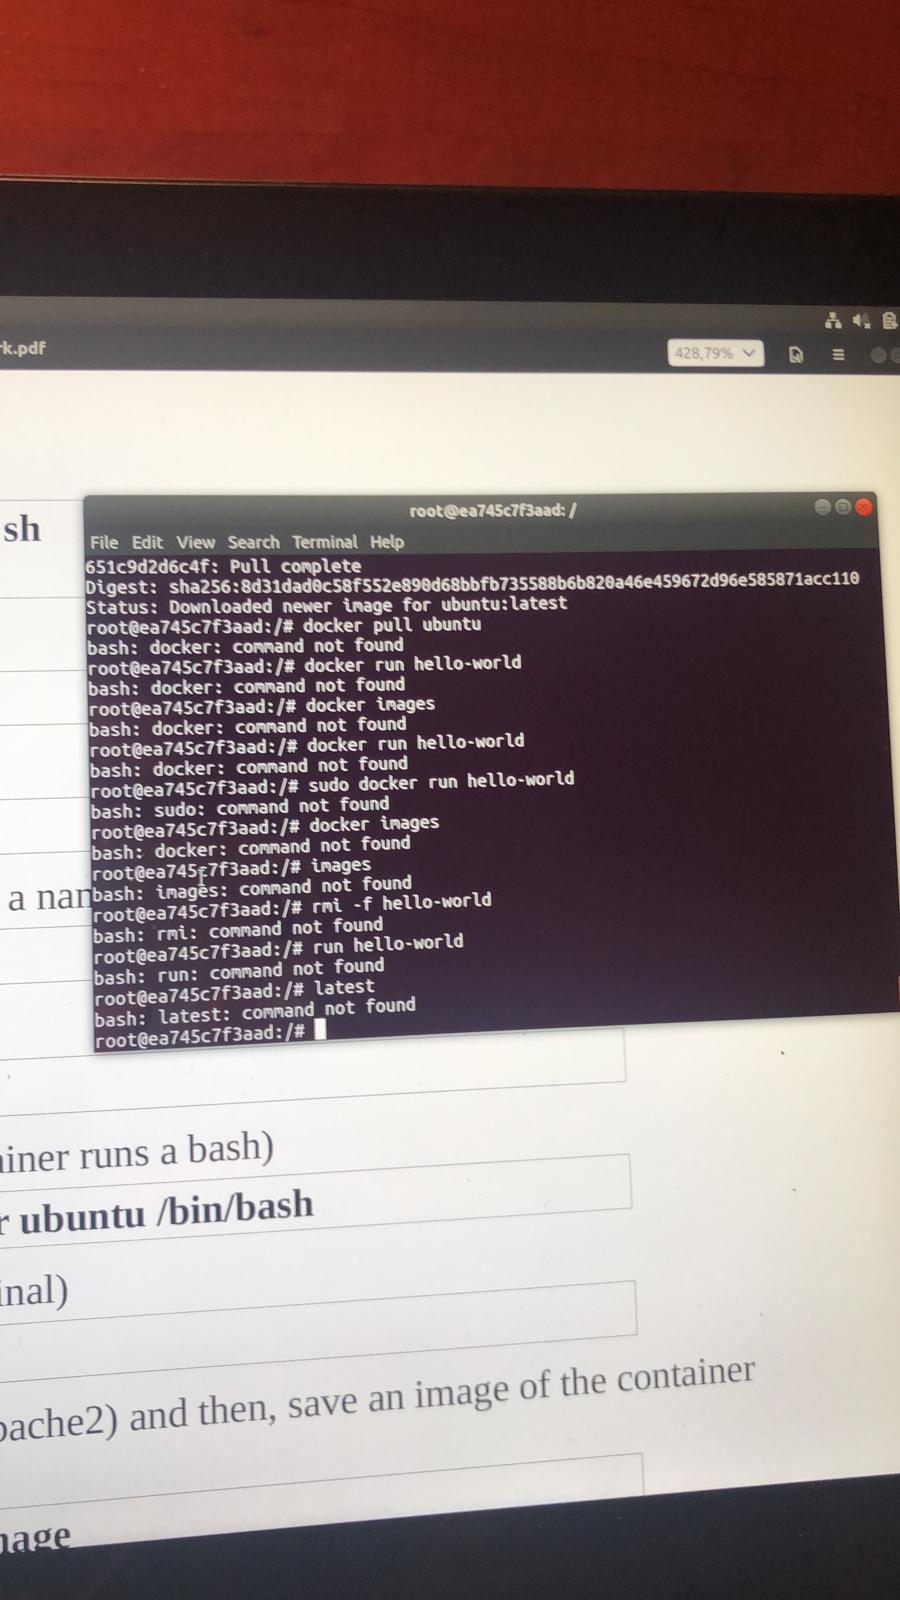 rk.pdf
428,79%
sh
root@ea745c7f3aad: /
File Edit View Search Terminal Help
651c9d2d6c4f: Pull complete
Digest: sha256:8d31dad0c58f552e890d68bbfb735588b6b820a46e459672d96e585871acc110
Status: Downloaded newer image for ubuntu:latest
root@ea745c7f3aad:/# docker pull ubuntu
bash: docker: command not found
root@ea745c7f3aad:/# docker run hello-world
bash: docker: command not found
root@ea745c7f3aad:/# docker images
bash: docker: command not found
root@ea745c7f3aad:/# docker run hello-world
bash: docker: command not found
root@ea745c7f3aad:/# sudo docker run hello-world
bash: sudo: command not found
root@ea745c7f3aad:/# docker images
bash: docker: command not found
root@ea745c7f3aad:/# images
bash: images: command not found
root@ea745c7f3aad:/# rmi -f hello-world
bash: rmi: command not found
root@ea745c7f3aad:/# run hello-world
bash: run: command not found
root@ea745c7f3aad:/# latest
bash: latest: command not found
root@ea745c7f3aad:/#
a nam
ainer runs a bash)
r ubuntu /bin/bash
inal)
pache2) and then, save an image of the container
mage